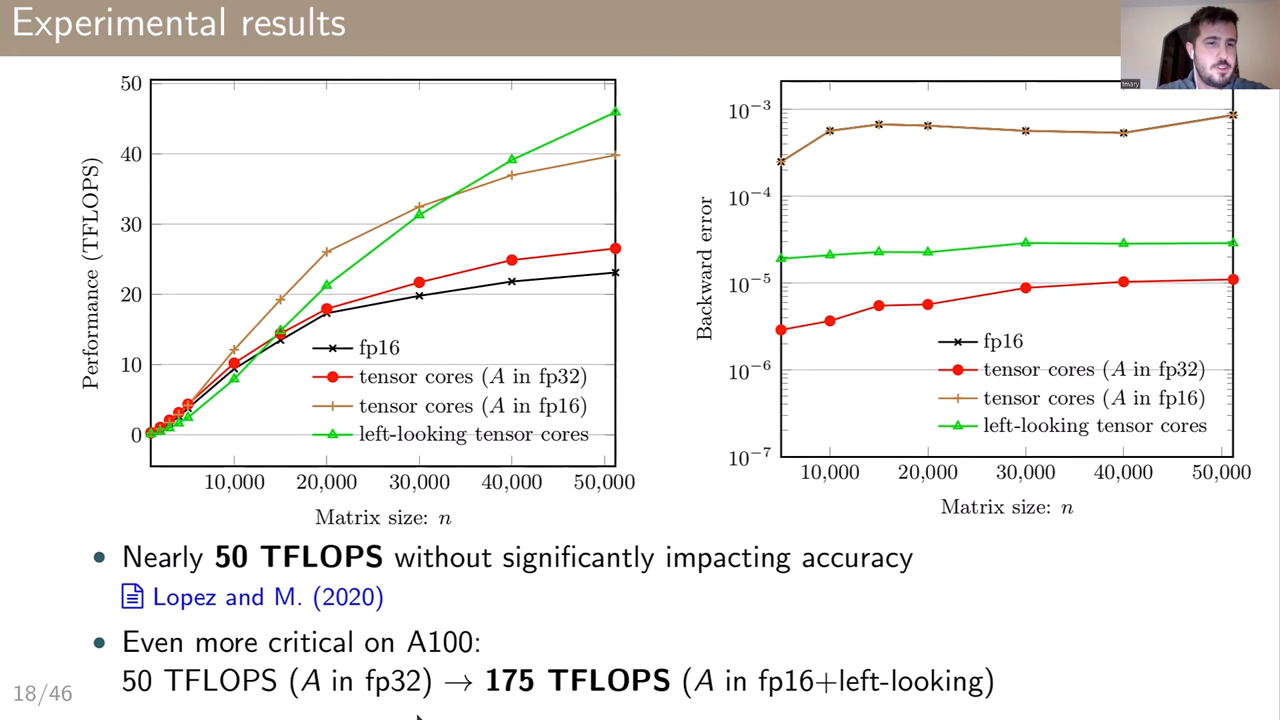 Experimental results
tmary
50
40
30
20
10
0
Performance (TFLOPS)
fp16
tensor cores (A in fp32)
tensor cores (A in fp16)
left-looking tensor cores
10,000 20,000 30,000 40,000 50,000
Matrix size: n
10⁻³
10⁻⁴
10⁻⁵
10⁻⁶
10⁻⁷
Backward error
fp16
tensor cores (A in fp32)
tensor cores (A in fp16)
left-looking tensor cores
10,000 20,000 30,000 40,000 50,000
Matrix size: n
• Nearly 50 TFLOPS without significantly impacting accuracy
Lopez and M. (2020)
• Even more critical on A100:
50 TFLOPS (A in fp32) → 175 TFLOPS (A in fp16+left-looking)
18/46